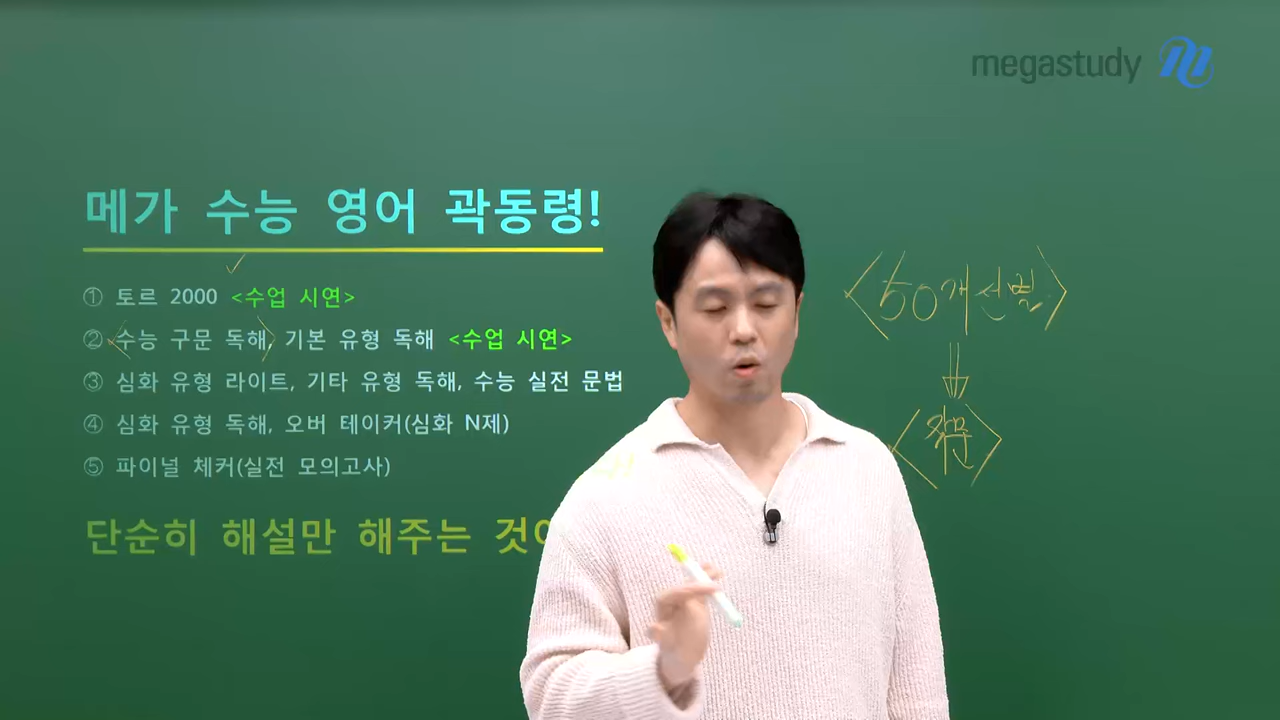 megastudy
메가 수능 영어 곽동령!
① 토르 2000 <수업 시연>
② 수능 구문 독해, 기본 유형 독해 <수업 시연>
③ 심화 유형 라이트, 기타 유형 독해, 수능 실전 문법
④ 심화 유형 독해, 오버 테이커(심화 N제)
⑤ 파이널 체커(실전 모의고사)
단순히 해설만 해주는
<50개 선별>